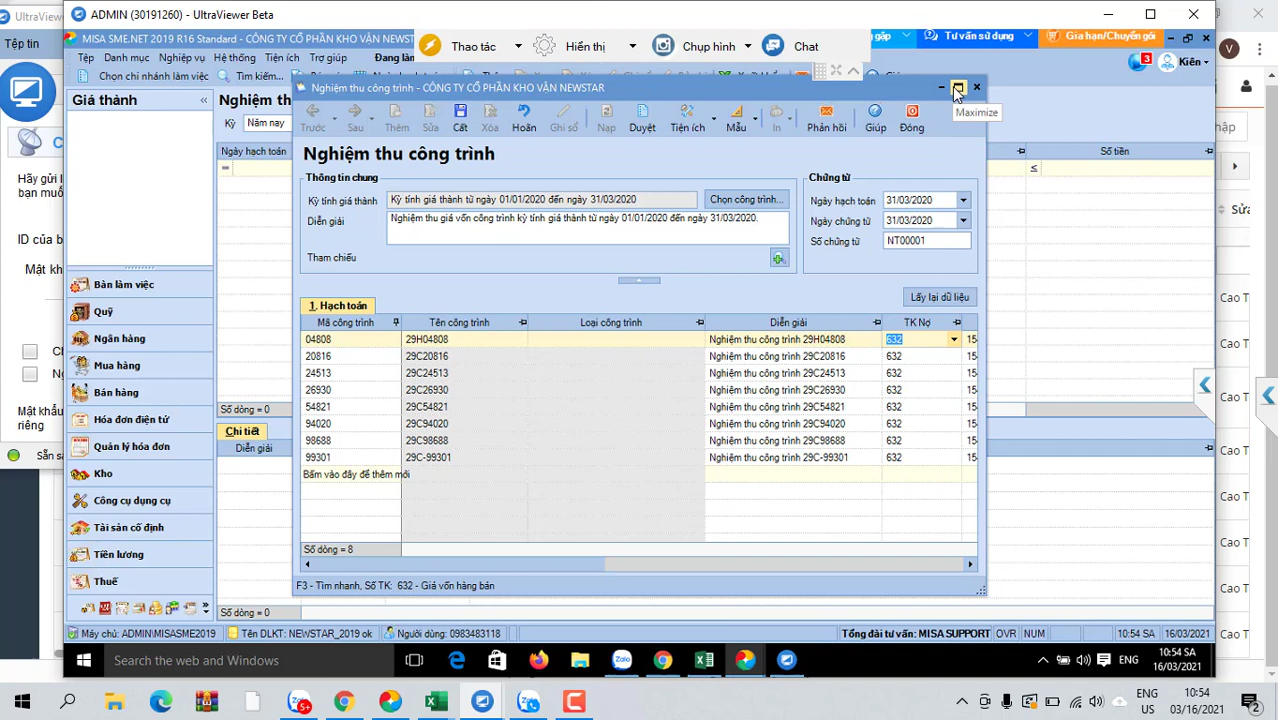 UltraViewer
ADMIN (30191260) - UltraViewer Beta
Tệp tin
MISA SME.NET 2019 R16 Standard - CÔNG TY CỔ PHẦN KHO VẬN NEWST
Thao tác
Hiển thị
Chụp hình
Chat
Tư vấn sử dụng
Gia hạn/Chuyển gói
Tệp Danh mục Nghiệp vụ Hệ thống Tiện ích Trợ giúp
Chọn chi nhánh làm việc
Tìm kiếm...
3
Kiên
V
Giá thành
Nghiệm thu công trình - CÔNG TY CỔ PHẦN KHO VẬN NEWSTAR
Maximize
Kỳ
Năm nay
Trước
Sau
Thêm
Sửa
Cất
Xóa
Hoãn
Ghi sổ
Nạp
Duyệt
Tiện ích
Mẫu
In
Phản hồi
Giúp
Đóng
Ngày hạch toán
Số tiền
=
≤
Nghiệm thu công trình
Thông tin chung
Chứng từ
Kỳ tính giá thành
Kỳ tính giá thành từ ngày 01/01/2020 đến ngày 31/03/2020
Chọn công trình...
Ngày hạch toán
31/03/2020
Diễn giải
Nghiệm thu giá vốn công trình kỳ tính giá thành từ ngày 01/01/2020 đến ngày 31/03/2020.
Ngày chứng từ
31/03/2020
Số chứng từ
NT00001
Tham chiếu
Lấy lại dữ liệu
1. Hạch toán
Mã công trình
Tên công trình
Loại công trình
Diễn giải
TK Nợ
04808 29H04808 Nghiệm thu công trình 29H04808 632 15
20816 29C20816 Nghiệm thu công trình 29C20816 632 15
24513 29C24513 Nghiệm thu công trình 29C24513 632 15
26930 29C26930 Nghiệm thu công trình 29C26930 632 15
54821 29C54821 Nghiệm thu công trình 29C54821 632 15
94020 29C94020 Nghiệm thu công trình 29C94020 632 15
98688 29C98688 Nghiệm thu công trình 29C98688 632 15
99301 29C-99301 Nghiệm thu công trình 29C-99301 632 15
Bấm vào đây để thêm mới
Số dòng = 8
F3 - Tìm nhanh, Số TK: 632 - Giá vốn hàng bán
Số dòng = 0
Chi tiết
Diễn giải
Số dòng = 0
Bàn làm việc
Quỹ
Ngân hàng
Mua hàng
Bán hàng
Hóa đơn điện tử
Quản lý hóa đơn
Kho
Công cụ dụng cụ
Tài sản cố định
Tiền lương
Thuế
Hãy gửi l
bạn muố
ID của b
Mật kh
Mật khẩu
riêng
Sẵn s
Sửa
Cao T
Cao T
Cao T
Cao T
Cao T
Cao T
Cao T
Máy chủ: ADMIN\MISASME2019
Tên DLKT: NEWSTAR_2019 ok
Người dùng: 0983483118
Tổng đài tư vấn: MISA SUPPORT
OVR
NUM
10:54 SA
16/03/2021
Search the web and Windows
ENG
10:54 SA
16/03/2021
5+
ENG
US
10:54
03/16/2021
2